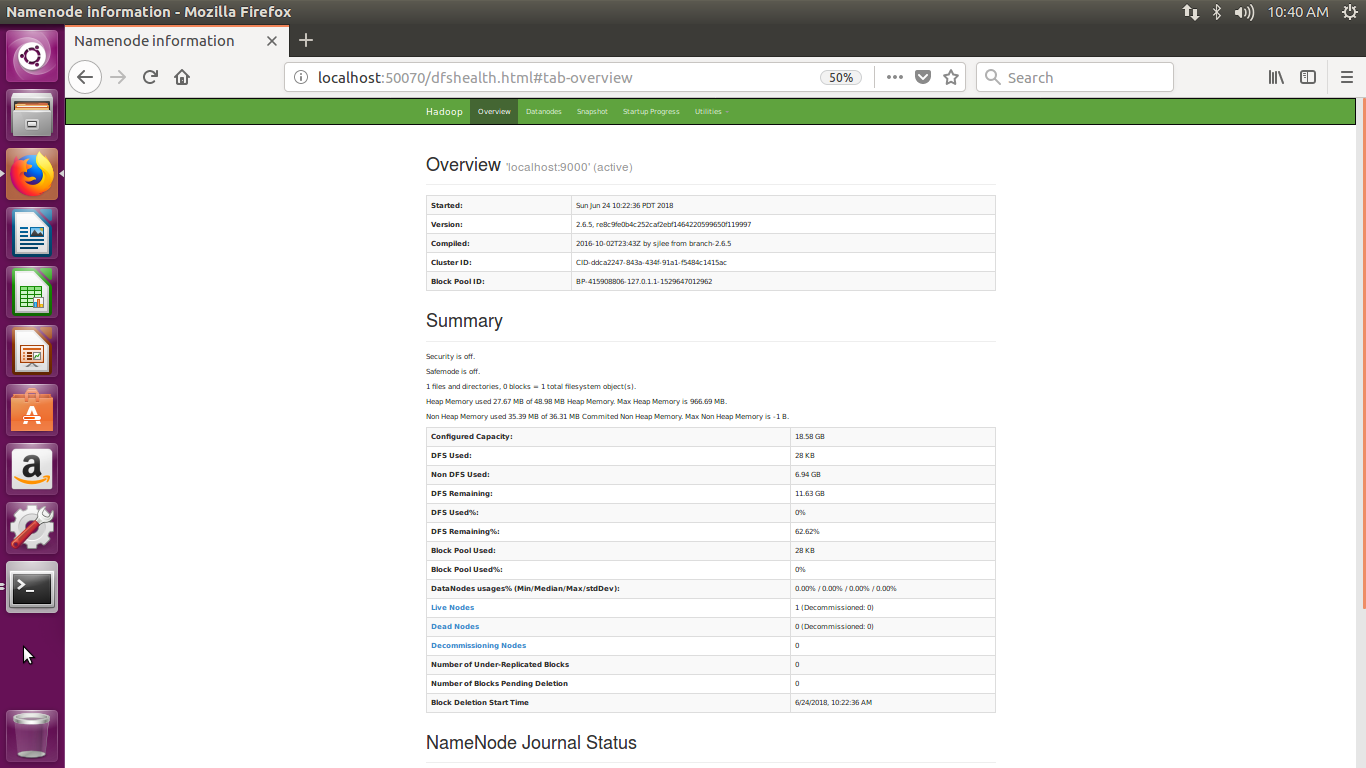 Namenode information - Mozilla Firefox
10:40 AM
Namenode information
localhost:50070/dfshealth.html#tab-overview
50%
Search
Hadoop Overview Datanodes Snapshot Startup Progress Utilities
Overview 'localhost:9000' (active)
Started: Sun Jun 24 10:22:36 PDT 2018
Version: 2.6.5, re8c9fe0b4c252caf2ebf1464220599650f119997
Compiled: 2016-10-02T23:43Z by sjlee from branch-2.6.5
Cluster ID: CID-ddca2247-843a-434f-91a1-f5484c1415ac
Block Pool ID: BP-415908806-127.0.1.1-1529647012962
Summary
Security is off.
Safemode is off.
1 files and directories, 0 blocks = 1 total filesystem object(s).
Heap Memory used 27.67 MB of 48.98 MB Heap Memory. Max Heap Memory is 966.69 MB.
Non Heap Memory used 35.39 MB of 36.31 MB Commited Non Heap Memory. Max Non Heap Memory is -1 B.
Configured Capacity: 18.58 GB
DFS Used: 28 KB
Non DFS Used: 6.94 GB
DFS Remaining: 11.63 GB
DFS Used%: 0%
DFS Remaining%: 62.62%
Block Pool Used: 28 KB
Block Pool Used%: 0%
DataNodes usages% (Min/Median/Max/stdDev): 0.00% / 0.00% / 0.00% / 0.00%
Live Nodes 1 (Decommissioned: 0)
Dead Nodes 0 (Decommissioned: 0)
Decommissioning Nodes 0
Number of Under-Replicated Blocks 0
Number of Blocks Pending Deletion 0
Block Deletion Start Time 6/24/2018, 10:22:36 AM
NameNode Journal Status